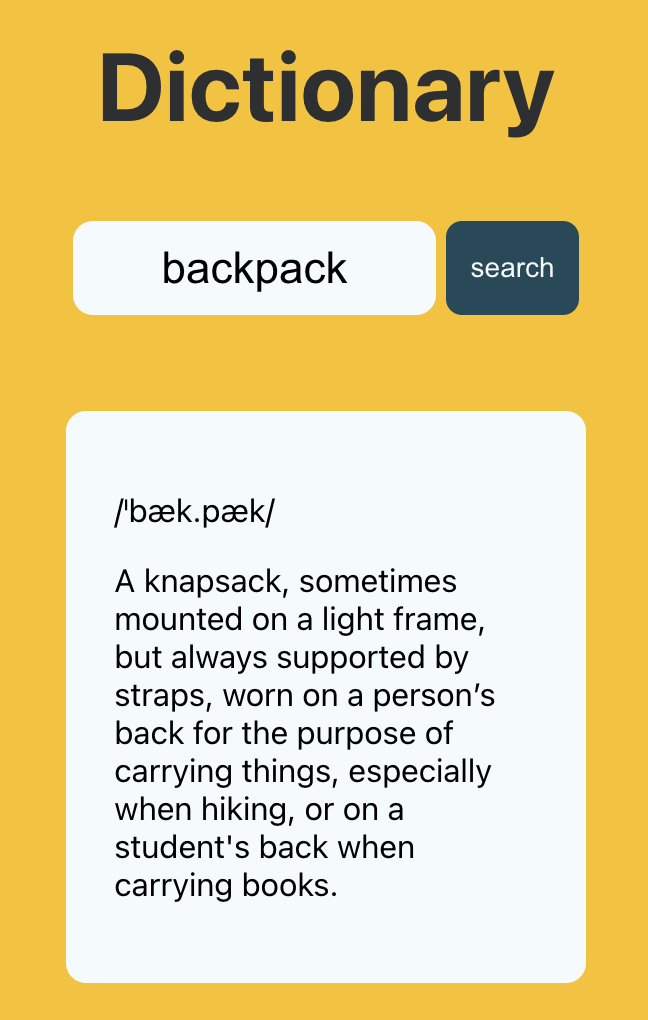 Dictionary
backpack
search
/ˈbæk.pæk/
A knapsack, sometimes
mounted on a light frame,
but always supported by
straps, worn on a person’s
back for the purpose of
carrying things, especially
when hiking, or on a
student's back when
carrying books.